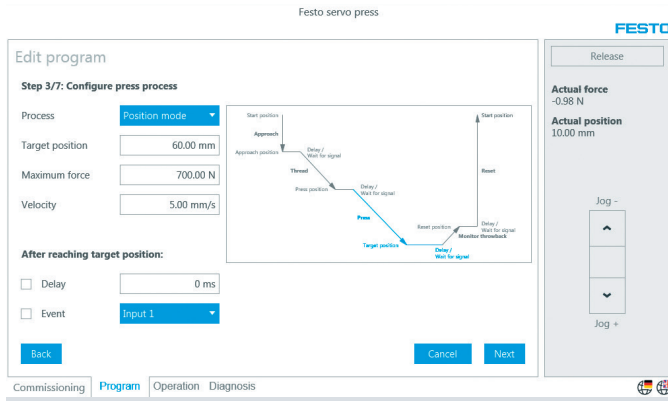 Festo servo press
FESTO
Edit program
Release
Step 3/7: Configure press process
Actual force
-0.98 N
Actual position
10.00 mm
Process
Position mode
Target position
60.00 mm
Maximum force
700.00 N
Velocity
5.00 mm/s
Start position
Start position
Approach
Approach position
Delay /
Wait for signal
Thread
Reset
Press position
Delay /
Wait for signal
Press
Reset position
Delay /
Wait for signal
Monitor throwback
Target position
Delay /
Wait for signal
Jog -
Jog +
After reaching target position:
Delay
0 ms
Event
Input 1
Back
Cancel
Next
Commissioning
Program
Operation
Diagnosis